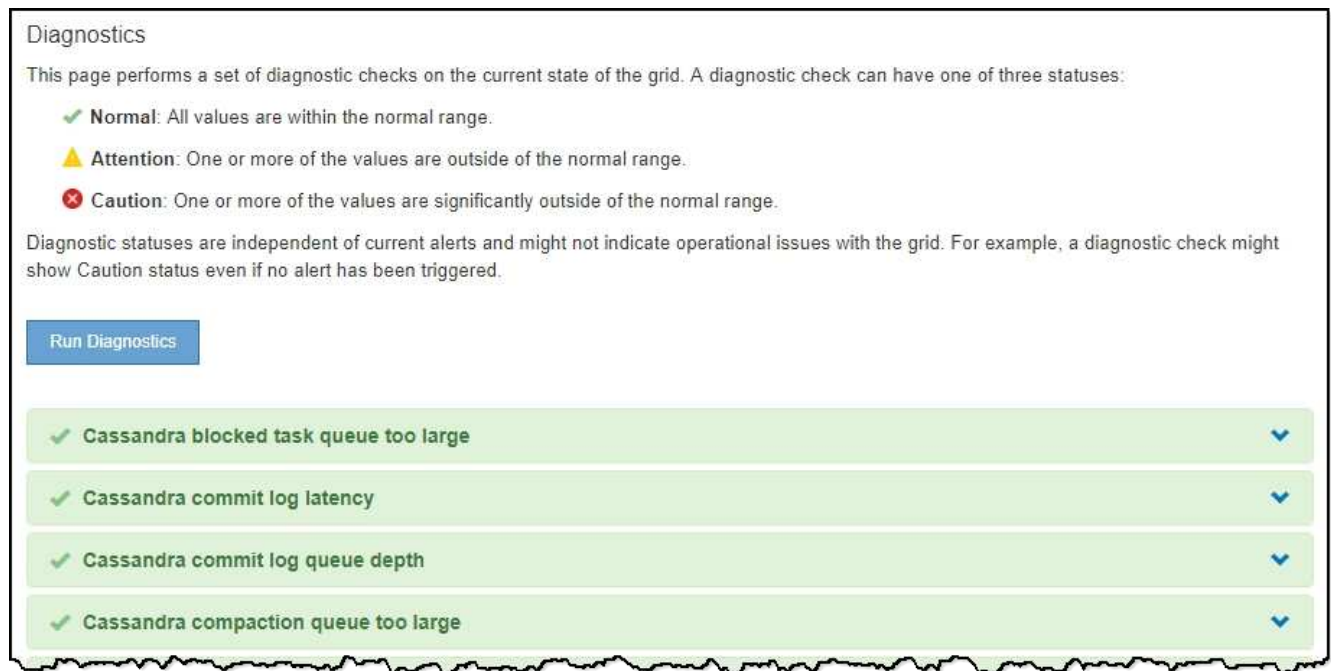 Diagnostics
This page performs a set of diagnostic checks on the current state of the grid. A diagnostic check can have one of three statuses:
Normal: All values are within the normal range.
Attention: One or more of the values are outside of the normal range.
Caution: One or more of the values are significantly outside of the normal range.
Diagnostic statuses are independent of current alerts and might not indicate operational issues with the grid. For example, a diagnostic check might
show Caution status even if no alert has been triggered.
Run Diagnostics
Cassandra blocked task queue too large
Cassandra commit log latency
Cassandra commit log queue depth
Cassandra compaction queue too large